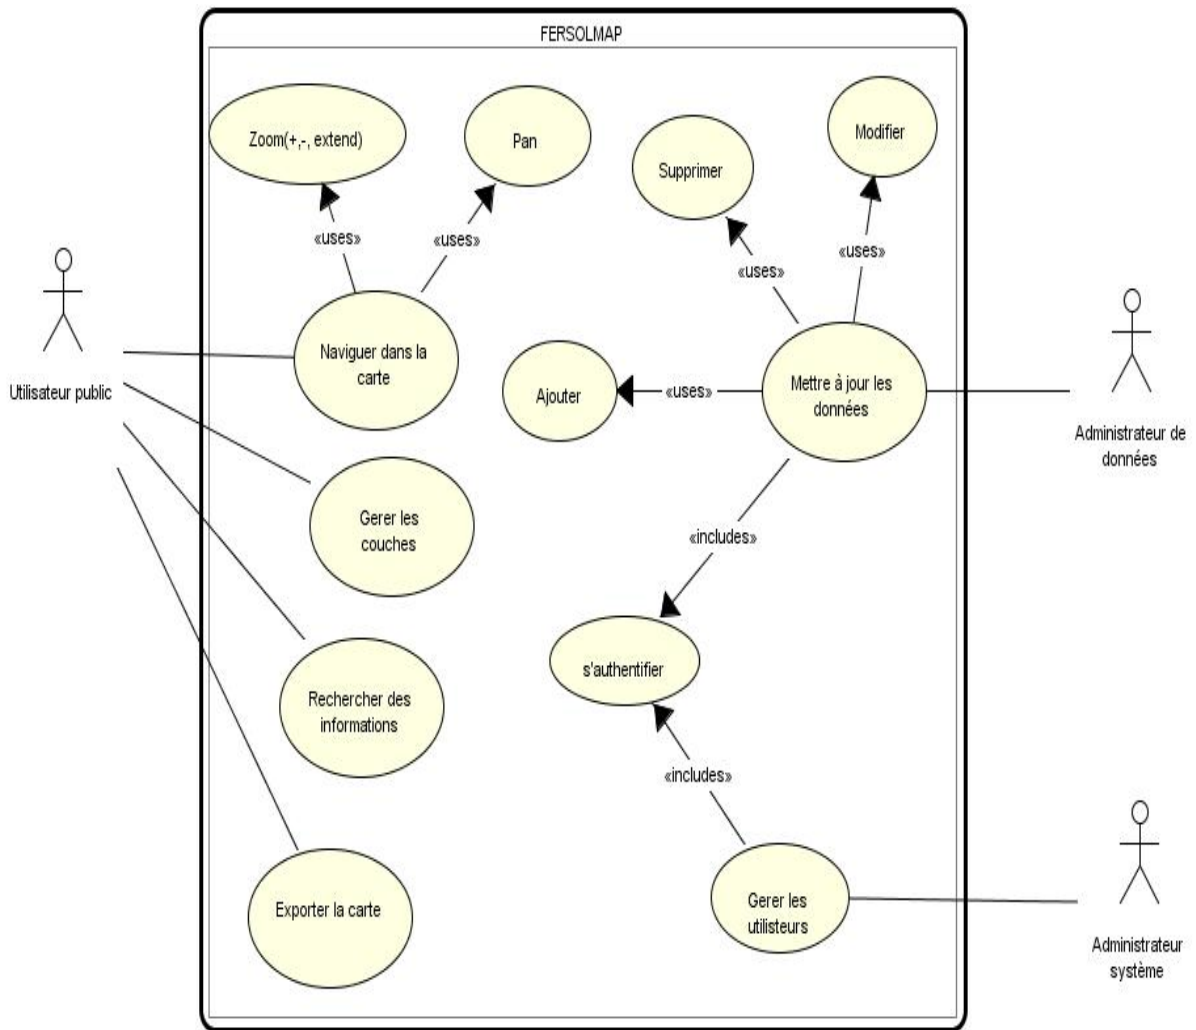 FERSOLMAP
Zoom(+,-, extend)
Pan
Supprimer
Modifier
«uses»
«uses»
«uses»
«uses»
Utilisateur public
Naviguer dans la
carte
Ajouter
«uses»
Mettre à jour les
données
Administrateur de
données
Gerer les
couches
«includes»
s'authentifier
Rechercher des
informations
«includes»
Exporter la carte
Gerer les
utilisteurs
Administrateur
système